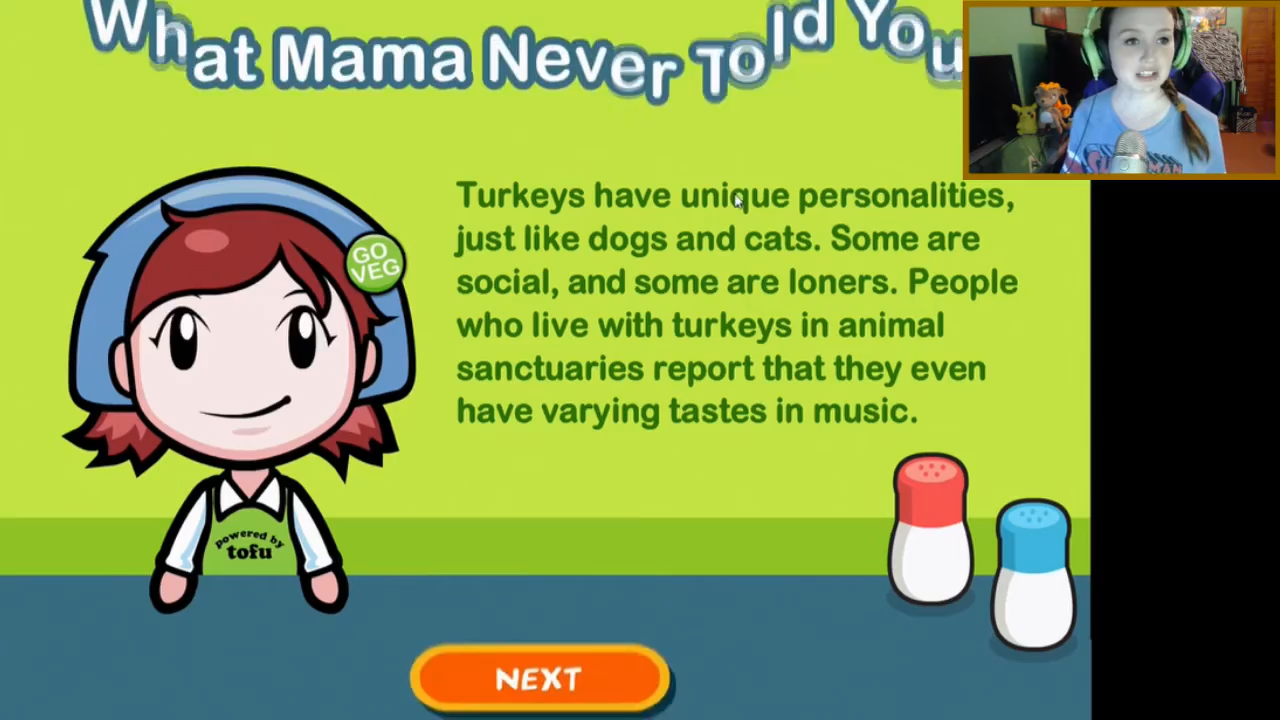 What Mama Never Told You
Turkeys have unique personalities,
just like dogs and cats. Some are
social, and some are loners. People
who live with turkeys in animal
sanctuaries report that they even
have varying tastes in music.
GO
VEG
powered by
tofu
NEXT